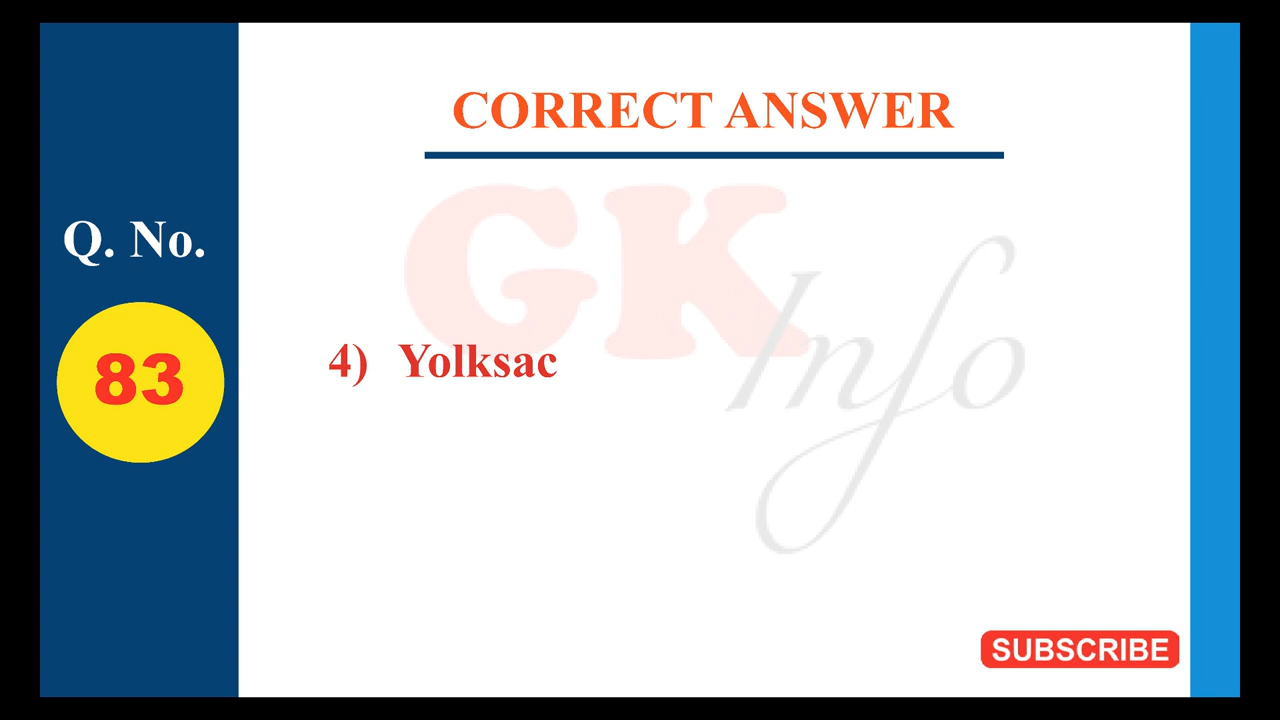 CORRECT ANSWER
GK
Info
Q. No.
83
4) Yolksac
SUBSCRIBE